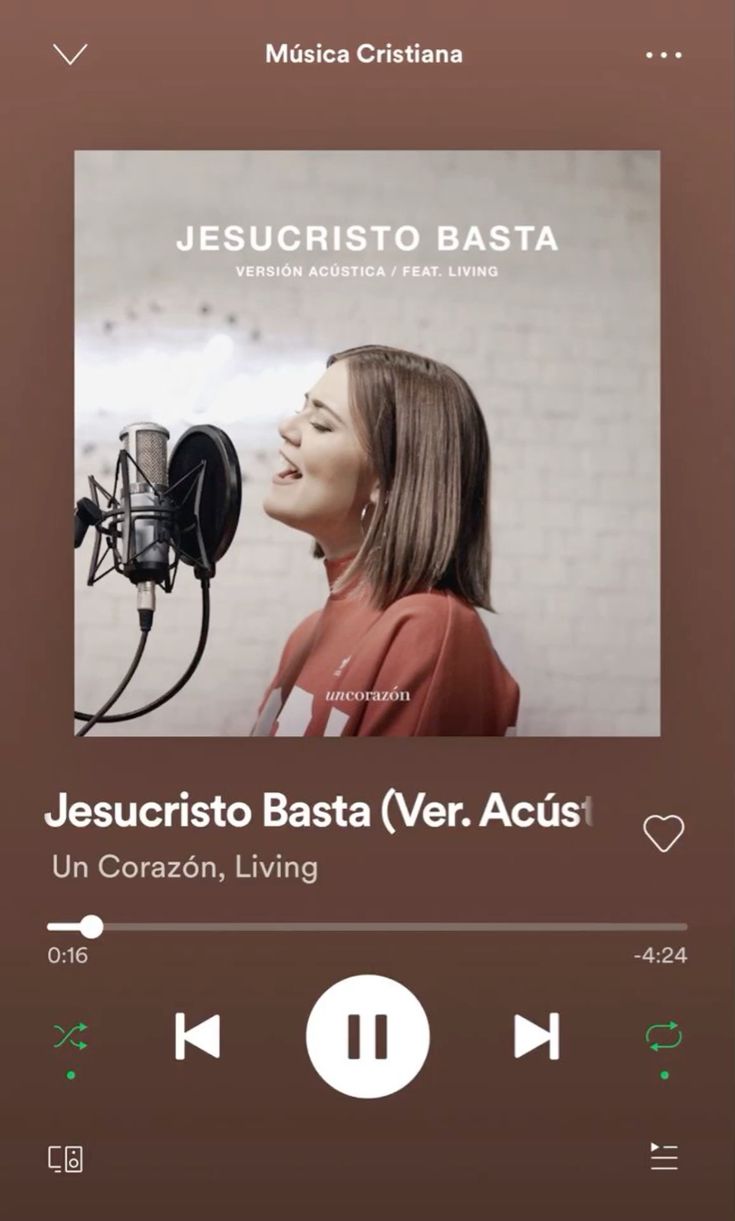 Música Cristiana
JESUCRISTO BASTA
VERSIÓN ACÚSTICA / FEAT. LIVING
uncorazón
Jesucristo Basta (Ver. Acúst
Un Corazón, Living
0:16
-4:24